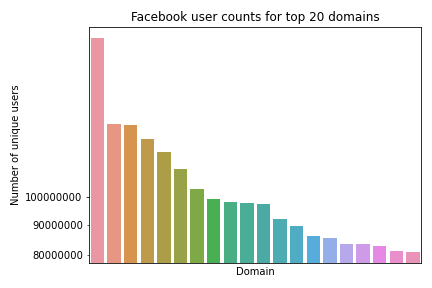 Facebook user counts for top 20 domains
Number of unique users
100000000
90000000
80000000
Domain